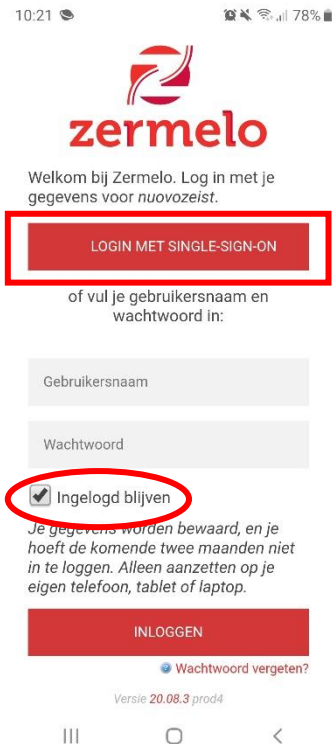 10:21 78%
zermelo
Welkom bij Zermelo. Log in met je
gegevens voor nuovozeist.
LOGIN MET SINGLE-SIGN-ON
of vul je gebruikersnaam en
wachtwoord in:
Gebruikersnaam
Wachtwoord
Ingelogd blijven
Je gegevens worden bewaard, en je
hoeft de komende twee maanden niet
in te loggen. Alleen aanzetten op je
eigen telefoon, tablet of laptop.
INLOGGEN
Wachtwoord vergeten?
Versie 20.08.3 prod4